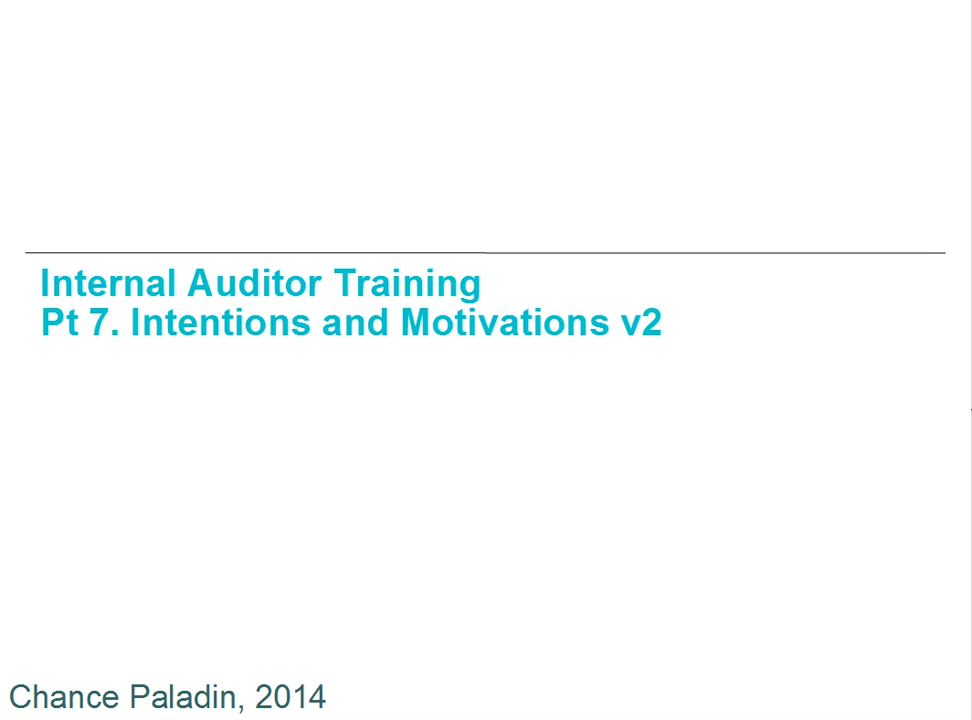 Internal Auditor Training
Pt 7. Intentions and Motivations v2
Chance Paladin, 2014